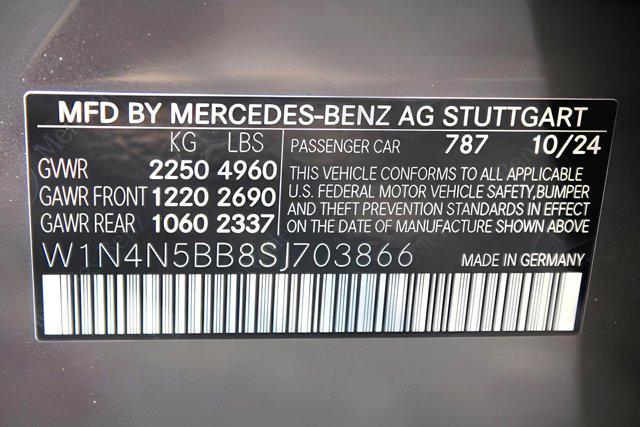 MFD BY MERCEDES-BENZ AG STUTTGART
KG LBS
GVWR 2250 4960
GAWR FRONT 1220 2690
GAWR REAR 1060 2337
PASSENGER CAR 787 10/24
THIS VEHICLE CONFORMS TO ALL APPLICABLE
U.S. FEDERAL MOTOR VEHICLE SAFETY,BUMPER
AND THEFT PREVENTION STANDARDS IN EFFECT
ON THE DATE OF MANUFACTURE SHOWN ABOVE
W1N4N5BB8SJ703866 MADE IN GERMANY